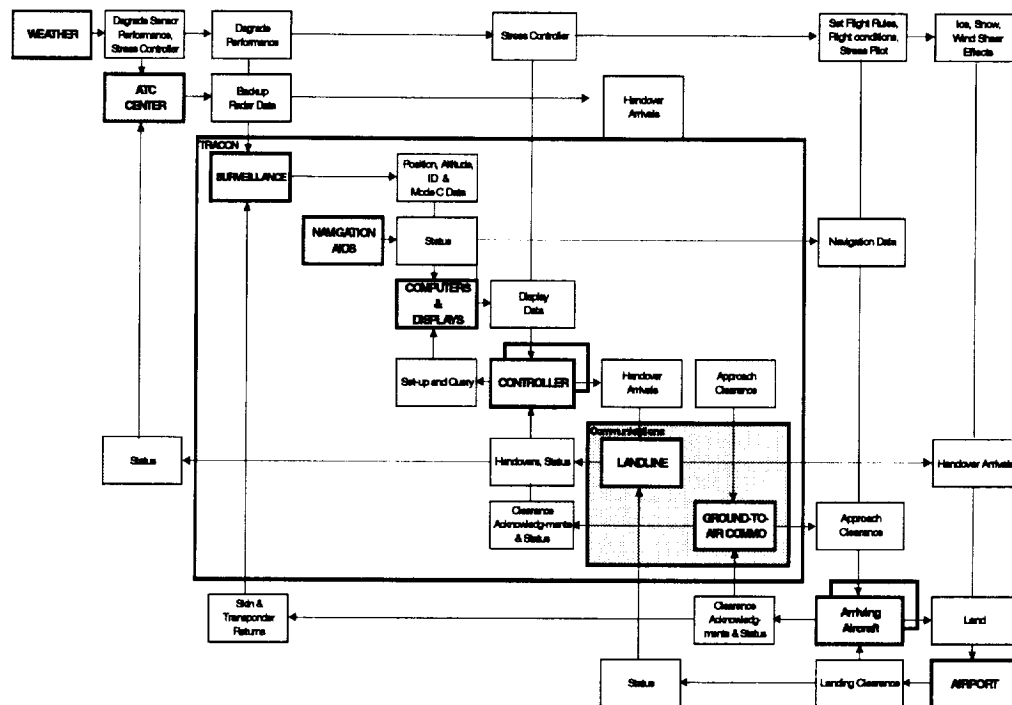 WEATHER
Degrade Sensor
Performance,
Stress Controller
Degrade
Performance
Stress Controller
Set Flight Rules,
Flight conditions,
Stress Pilot
Ice, Snow,
Wind Shear
Effects
ATC
CENTER
Backup
Radar Data
Handover
Arrivals
TRACON
SURVEILLANCE
Position, Altitude,
ID &
Mode C Data
NAVIGATION
AIDS
Status
Navigation Data
COMPUTERS
&
DISPLAYS
Display
Data
Set-up and Query
CONTROLLER
Handover
Arrivals
Approach
Clearance
Communications
Status
Handovers, Status
LANDLINE
Handover Arrivals
Clearance
Acknowledg-ments
& Status
GROUND-TO-
AIR COMMO
Approach
Clearance
Skin &
Transponder
Returns
Clearance
Acknowledg-
ments & Status
Arriving
Aircraft
Land
Status
Landing Clearance
AIRPORT